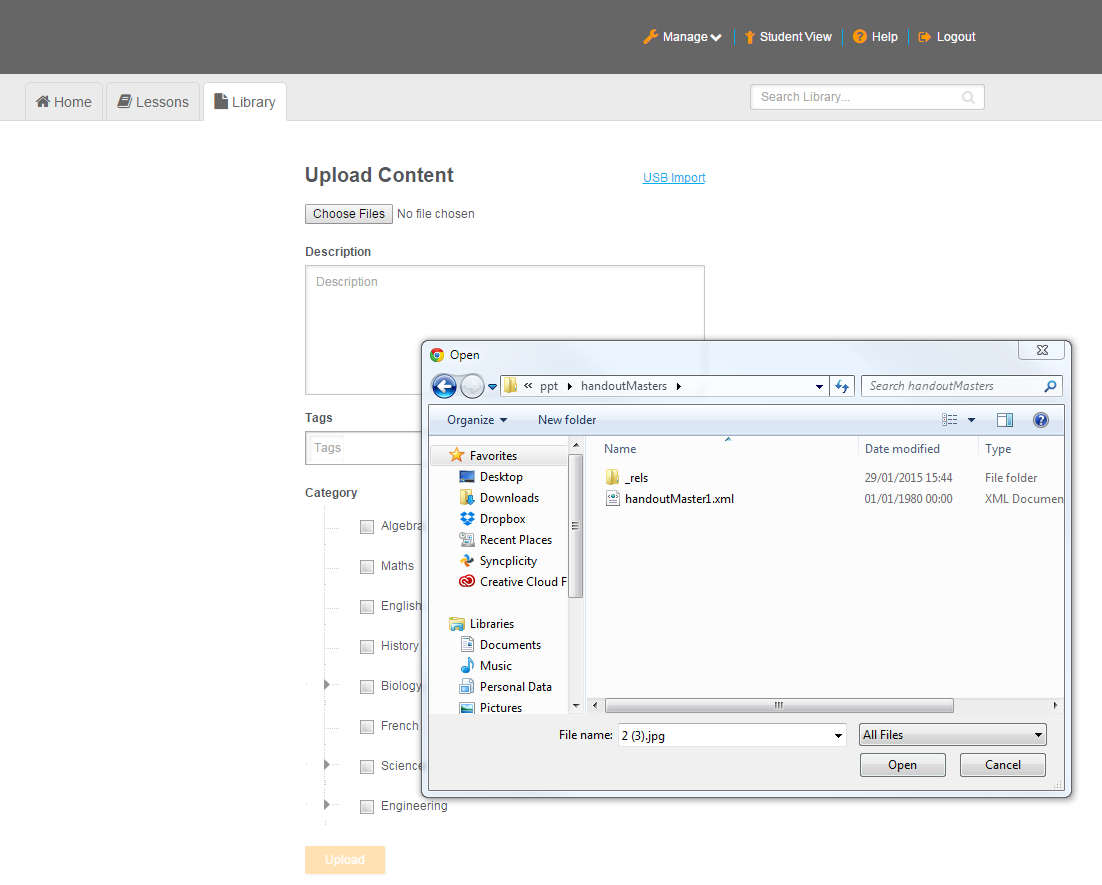 Manage Student View Help Logout
Home Lessons Library Search Library...
Upload Content USB Import
Choose Files No file chosen
Description
Description
Tags
Tags
Category
Algebra
Maths
English
History
Biology
French
Science
Engineering
Upload
Open
« ppt handoutMasters Search handoutMasters
Organize New folder
Name Date modified Type
_rels 29/01/2015 15:44 File folder
handoutMaster1.xml 01/01/1980 00:00 XML Documen
Favorites
Desktop
Downloads
Dropbox
Recent Places
Syncplicity
Creative Cloud F
Libraries
Documents
Music
Personal Data
Pictures
File name: 2 (3).jpg All Files
Open Cancel